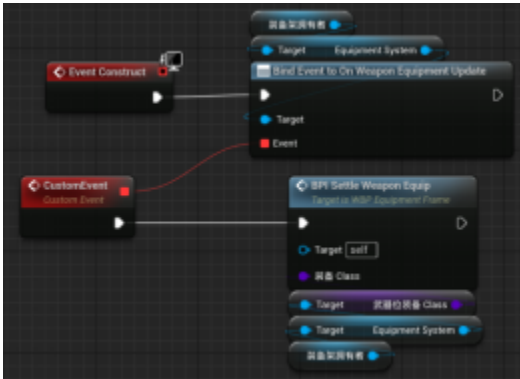 装备架拥有者
Target Equipment System
Event Construct
Bind Event to On Weapon Equipment Update
Target
Event
CustomEvent
Custom Event
BPI Settle Weapon Equip
Target is WBP Equipment Frame
Target self
装备 Class
Target 武器位装备 Class
Target Equipment System
装备架拥有者